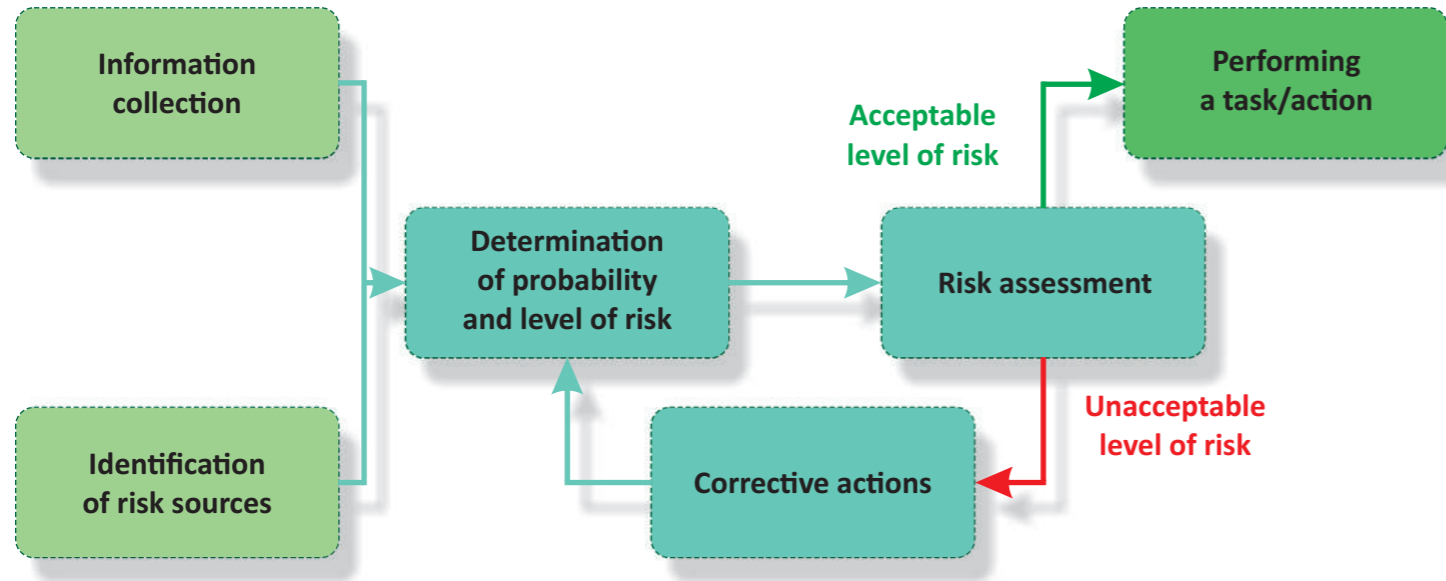 Information
collection
Identification
of risk sources
Determination
of probability
and level of risk
Risk assessment
Acceptable
level of risk
Performing
a task/action
Unacceptable
level of risk
Corrective actions